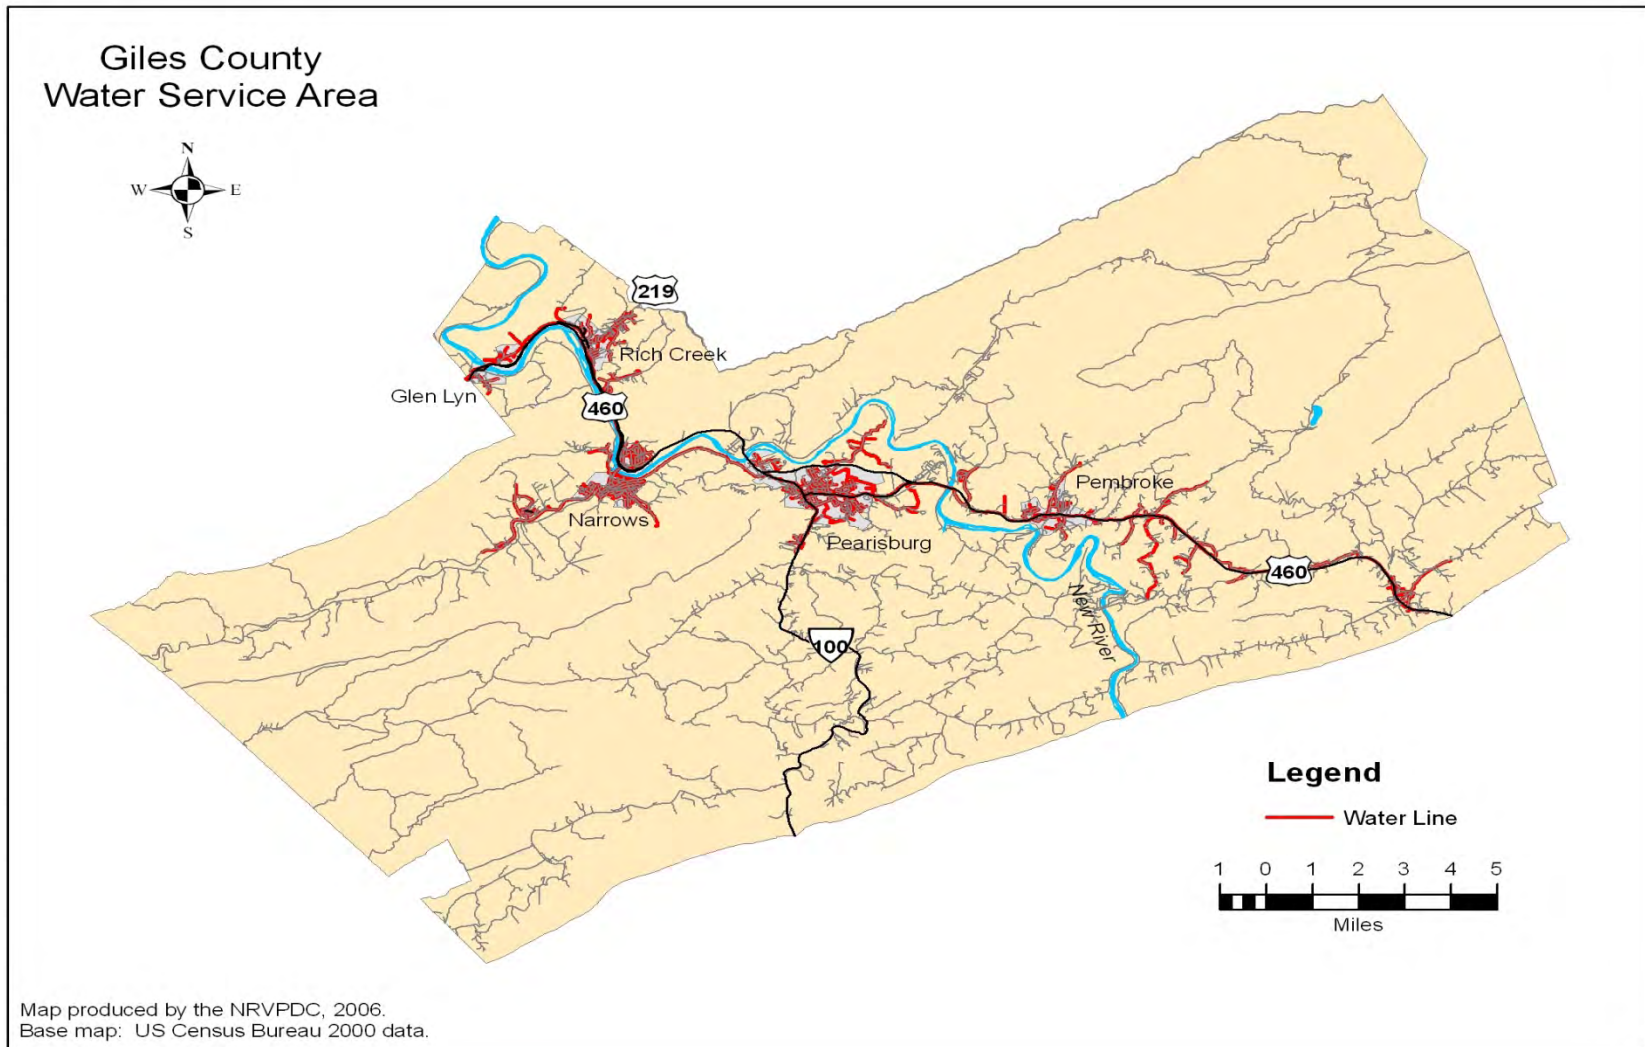 Giles County
Water Service Area
N
W E
S
219
Rich Creek
Glen Lyn
460
Pembroke
Narrows
Pearisburg
460
New River
100
Legend
Water Line
1 0 1 2 3 4 5
Miles
Map produced by the NRVPDC, 2006.
Base map: US Census Bureau 2000 data.